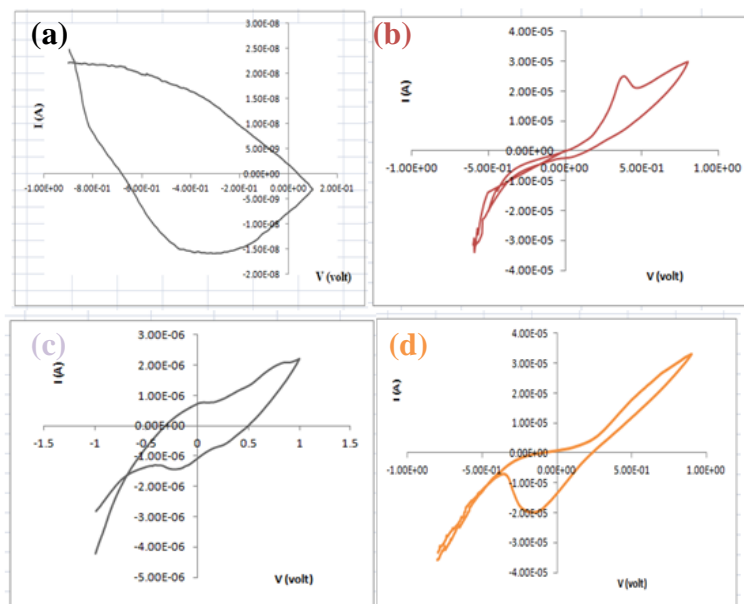 (a)
3.00E-08
2.50E-08
2.00E-08
1.50E-08
1.00E-08
5.00E-09
0.00E+00
-5.00E-09
-1.00E-08
-1.50E-08
-2.00E-08
-1.00E+00 -8.00E-01 -6.00E-01 -4.00E-01 -2.00E-01 0.00E+00 2.00E-01
I (A)
V (volt)
(b)
4.00E-05
3.00E-05
2.00E-05
1.00E-05
0.00E+00
-1.00E-05
-2.00E-05
-3.00E-05
-4.00E-05
-1.00E+00 -5.00E-01 0.00E+00 5.00E-01 1.00E+00
I (A)
V (volt)
(c)
3.00E-06
2.00E-06
1.00E-06
0.00E+00
-1.00E-06
-2.00E-06
-3.00E-06
-4.00E-06
-5.00E-06
-1.5 -1 -0.5 0 0.5 1 1.5
I (A)
V (volt)
(d)
4.00E-05
3.00E-05
2.00E-05
1.00E-05
0.00E+00
-1.00E-05
-2.00E-05
-3.00E-05
-4.00E-05
-1.00E+00 -5.00E-01 0.00E+00 5.00E-01 1.00E+00
I (A)
V (volt)